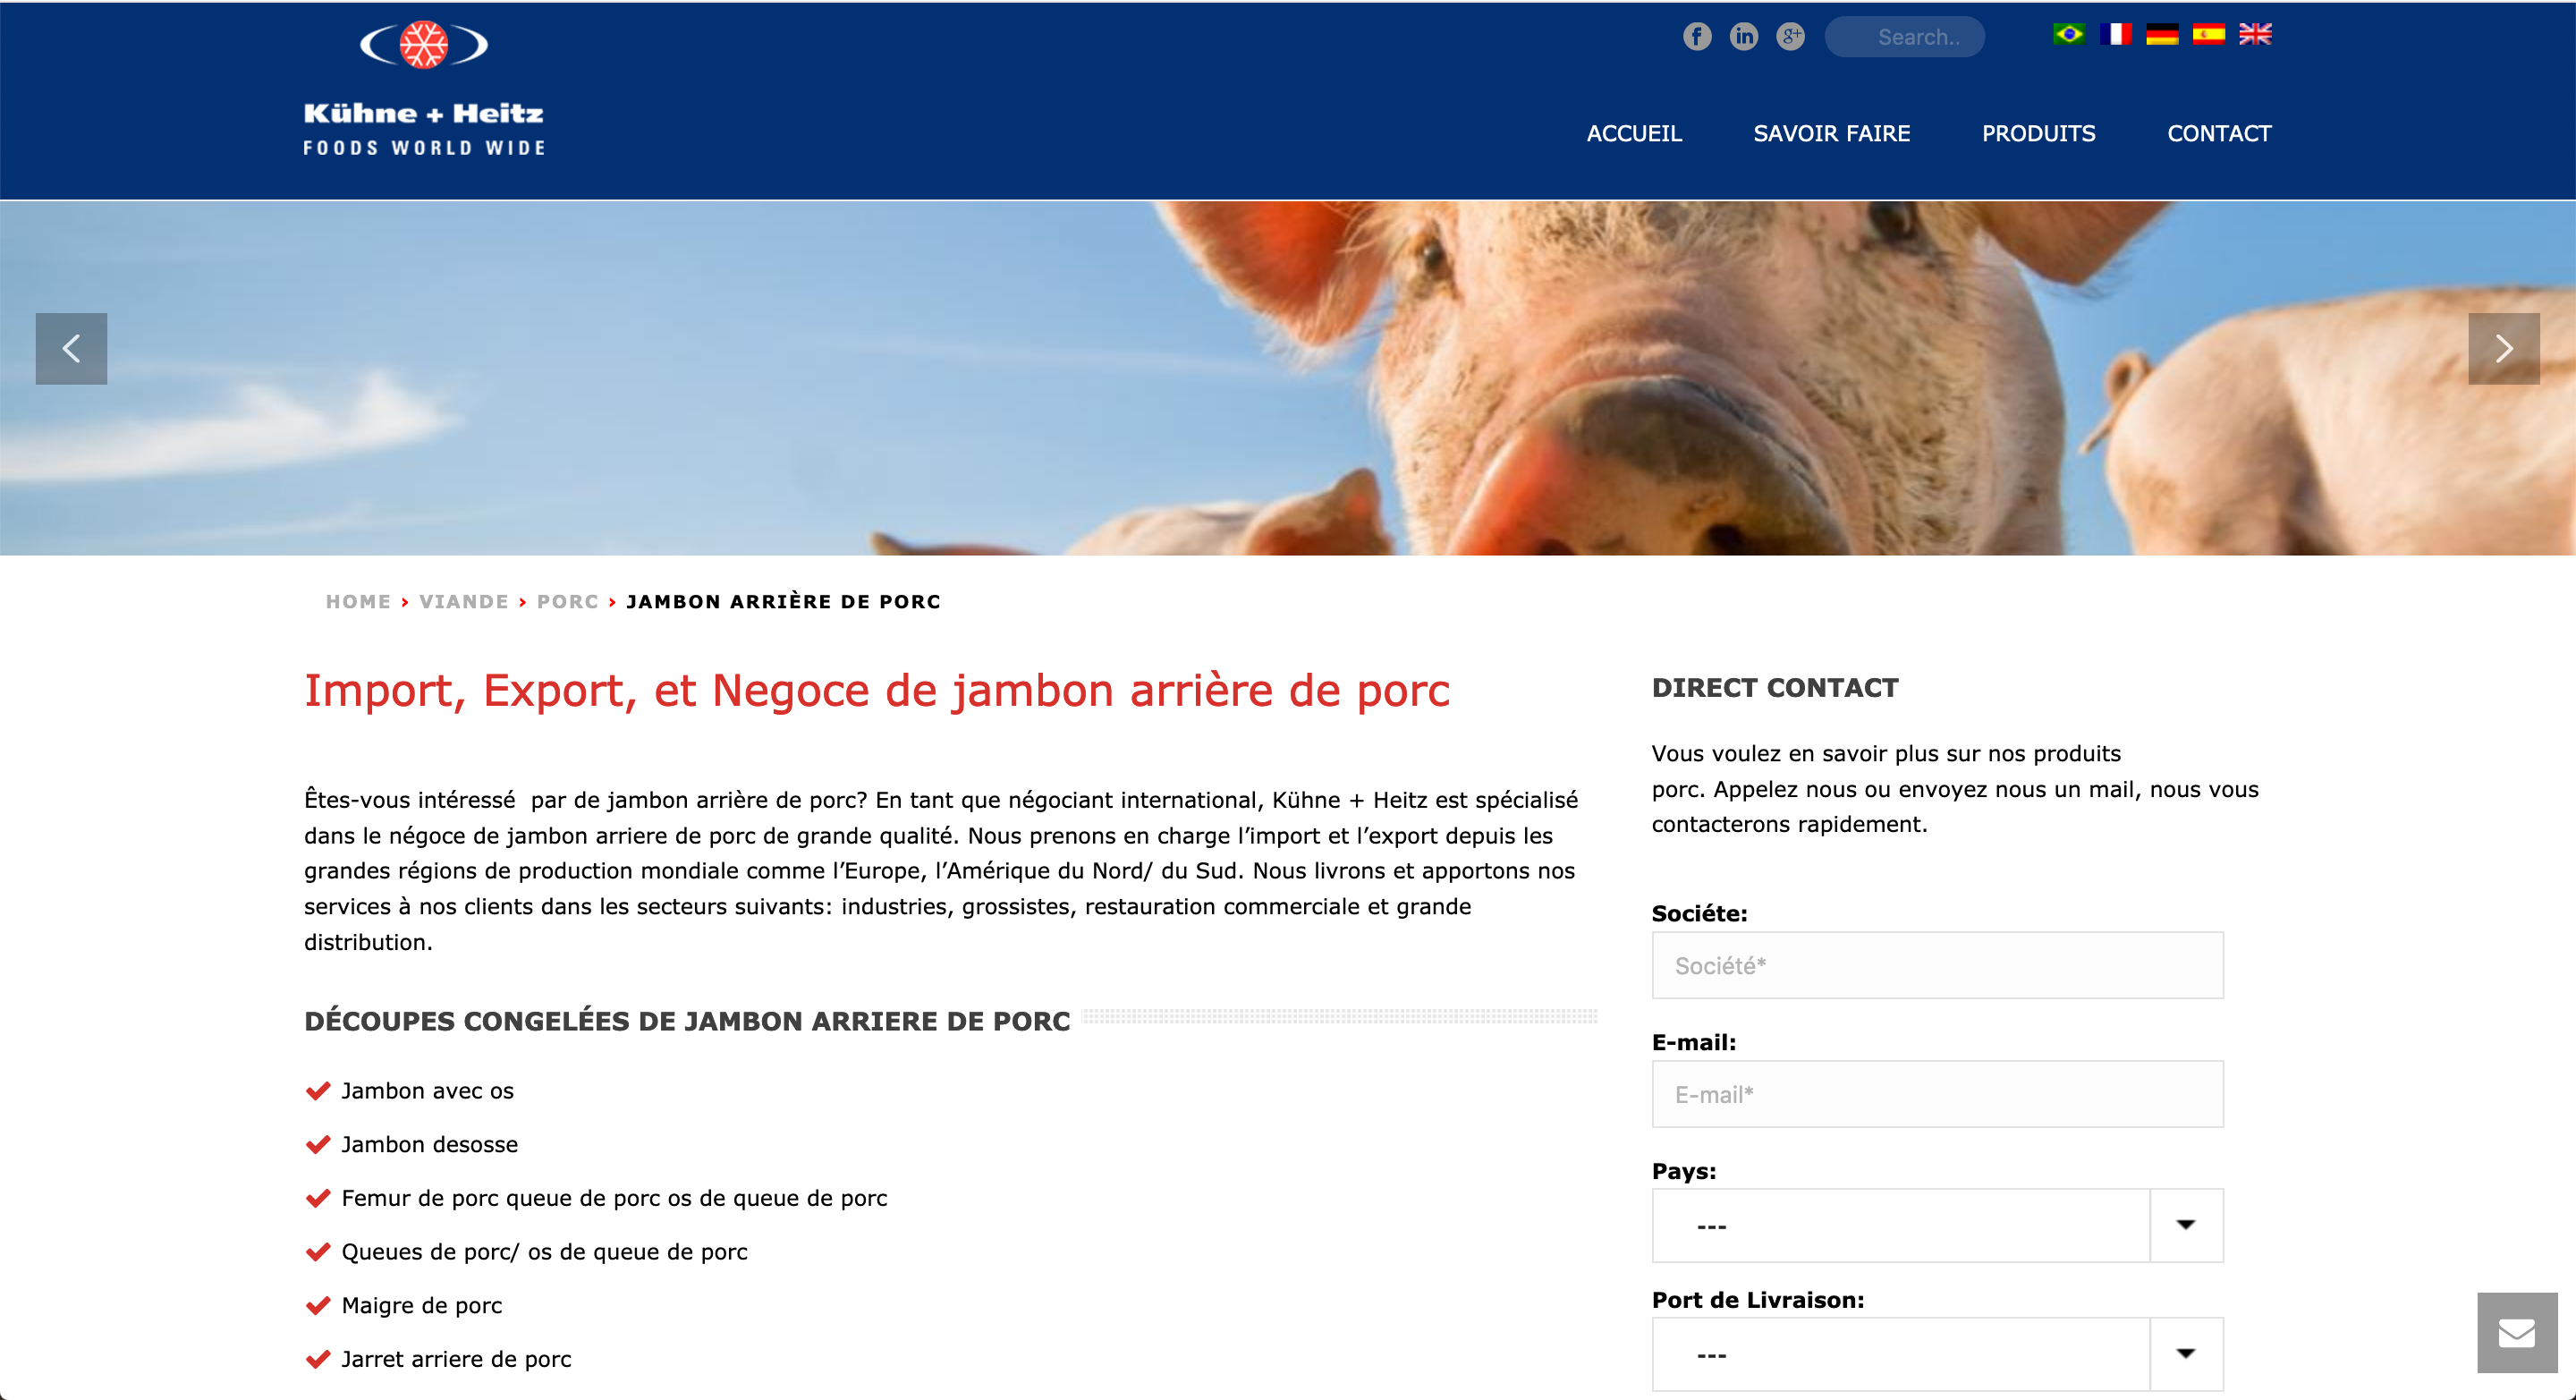 Search..
Kühne + Heitz
FOODS WORLD WIDE
ACCUEIL SAVOIR FAIRE PRODUITS CONTACT
HOME › VIANDE › PORC › JAMBON ARRIÈRE DE PORC
Import, Export, et Negoce de jambon arrière de porc
Êtes-vous intéressé  par de jambon arrière de porc? En tant que négociant international, Kühne + Heitz est spécialisé
dans le négoce de jambon arriere de porc de grande qualité. Nous prenons en charge l’import et l’export depuis les
grandes régions de production mondiale comme l’Europe, l’Amérique du Nord/ du Sud. Nous livrons et apportons nos
services à nos clients dans les secteurs suivants: industries, grossistes, restauration commerciale et grande
distribution.
DÉCOUPES CONGELÉES DE JAMBON ARRIERE DE PORC
Jambon avec os
Jambon desosse
Femur de porc queue de porc os de queue de porc
Queues de porc/ os de queue de porc
Maigre de porc
Jarret arriere de porc
DIRECT CONTACT
Vous voulez en savoir plus sur nos produits
porc. Appelez nous ou envoyez nous un mail, nous vous
contacterons rapidement.
Sociéte:
Société*
E-mail:
E-mail*
Pays:
---
Port de Livraison:
---